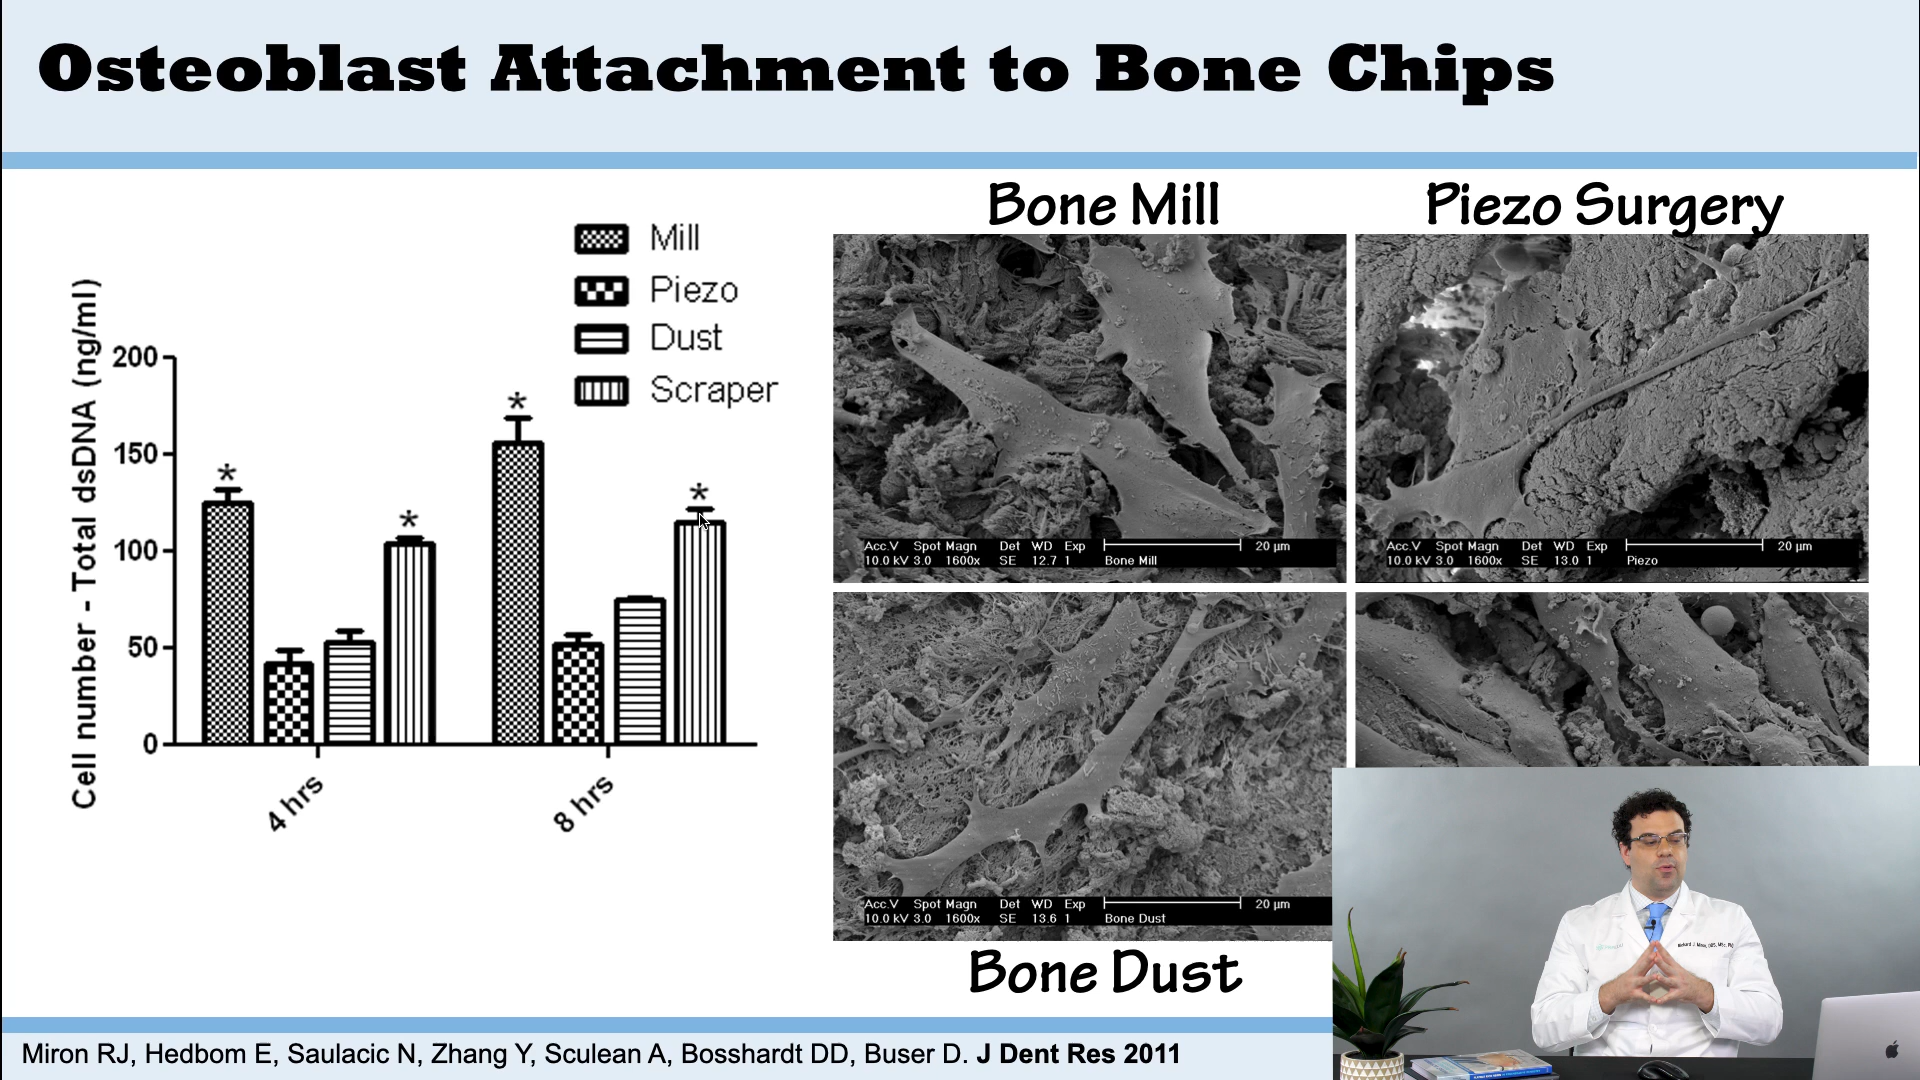 Osteoblast Attachment to Bone Chips
Mill
Piezo
Dust
Scraper
Cell number - Total dsDNA (ng/ml)
200
150
100
50
0
*
*
*
*
4 hrs
8 hrs
Bone Mill
Piezo Surgery
Acc.V Spot Magn Det WD Exp 20 µm
10.0 kV 3.0 1600x SE 12.7 1 Bone Mill
Acc.V Spot Magn Det WD Exp 20 µm
10.0 kV 3.0 1600x SE 13.0 1 Piezo
Acc.V Spot Magn Det WD Exp 20 µm
10.0 kV 3.0 1600x SE 13.6 1 Bone Dust
Bone Dust
Miron RJ, Hedbom E, Saulacic N, Zhang Y, Sculean A, Bosshardt DD, Buser D. J Dent Res 2011